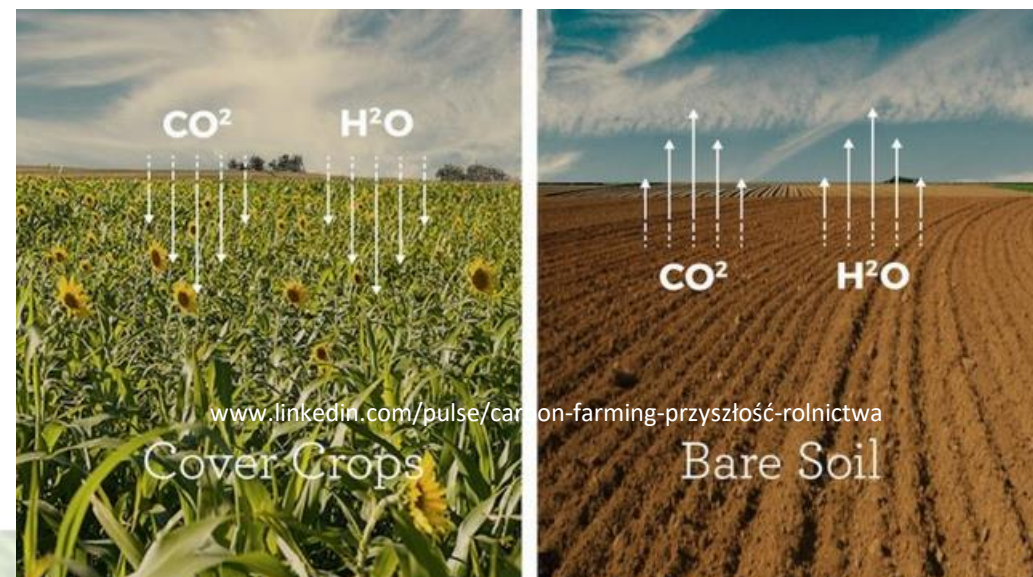 CO² H²O
CO² H²O
www.linkedin.com/pulse/carbon-farming-przyszłość-rolnictwa
Cover Crops
Bare Soil